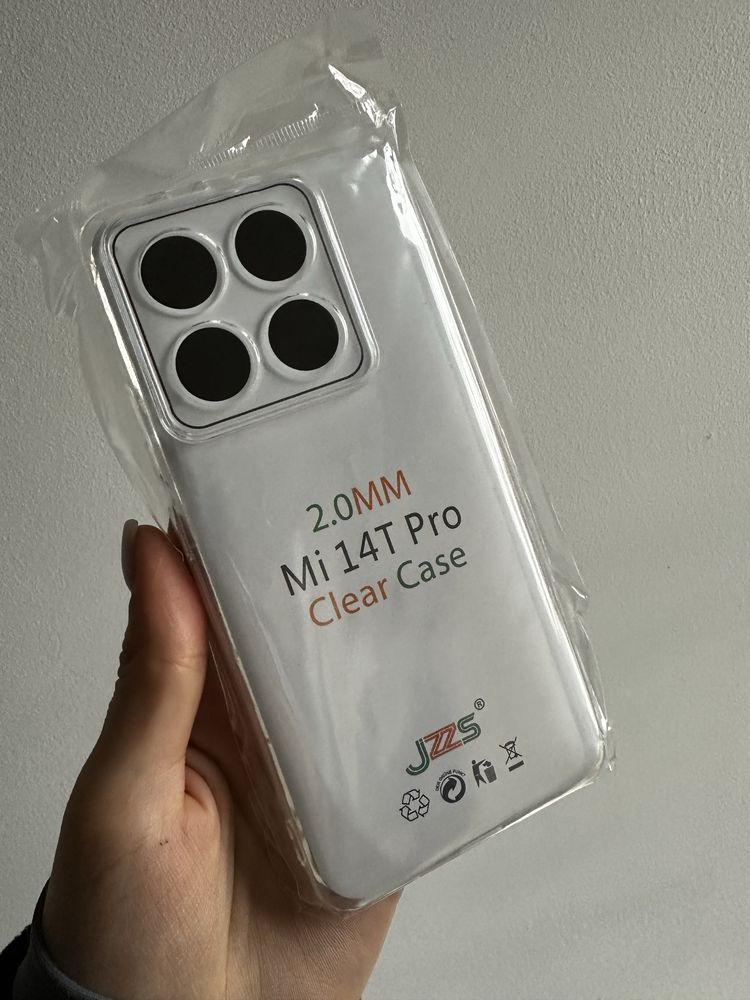 2.0MM
Mi 14T Pro
Clear Case
JZZS®